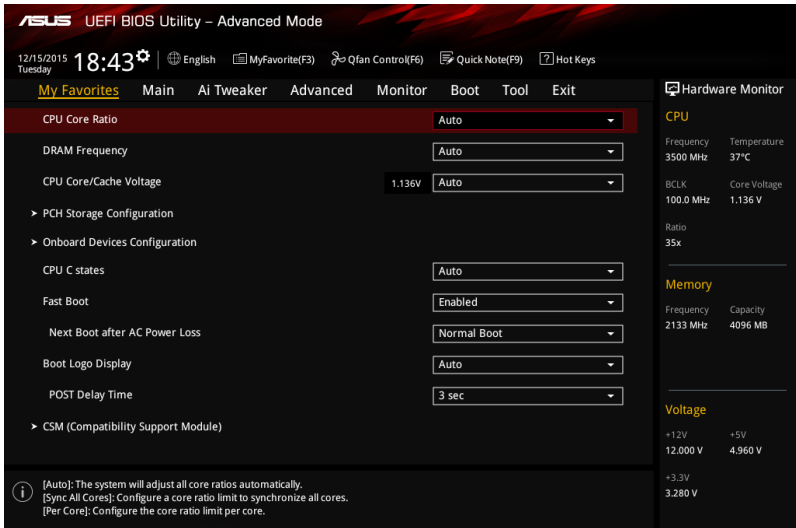 ASUS UEFI BIOS Utility – Advanced Mode
12/15/2015
Tuesday
18:43
English
MyFavorite(F3)
Qfan Control(F6)
Quick Note(F9)
? Hot Keys
My Favorites Main Ai Tweaker Advanced Monitor Boot Tool Exit
CPU Core Ratio Auto
DRAM Frequency Auto
CPU Core/Cache Voltage 1.136V Auto
> PCH Storage Configuration
> Onboard Devices Configuration
CPU C states Auto
Fast Boot Enabled
Next Boot after AC Power Loss Normal Boot
Boot Logo Display Auto
POST Delay Time 3 sec
> CSM (Compatibility Support Module)
i
[Auto]: The system will adjust all core ratios automatically.
[Sync All Cores]: Configure a core ratio limit to synchronize all cores.
[Per Core]: Configure the core ratio limit per core.
Hardware Monitor
CPU
Frequency Temperature
3500 MHz 37°C
BCLK Core Voltage
100.0 MHz 1.136 V
Ratio
35x
Memory
Frequency Capacity
2133 MHz 4096 MB
Voltage
+12V +5V
12.000 V 4.960 V
+3.3V
3.280 V